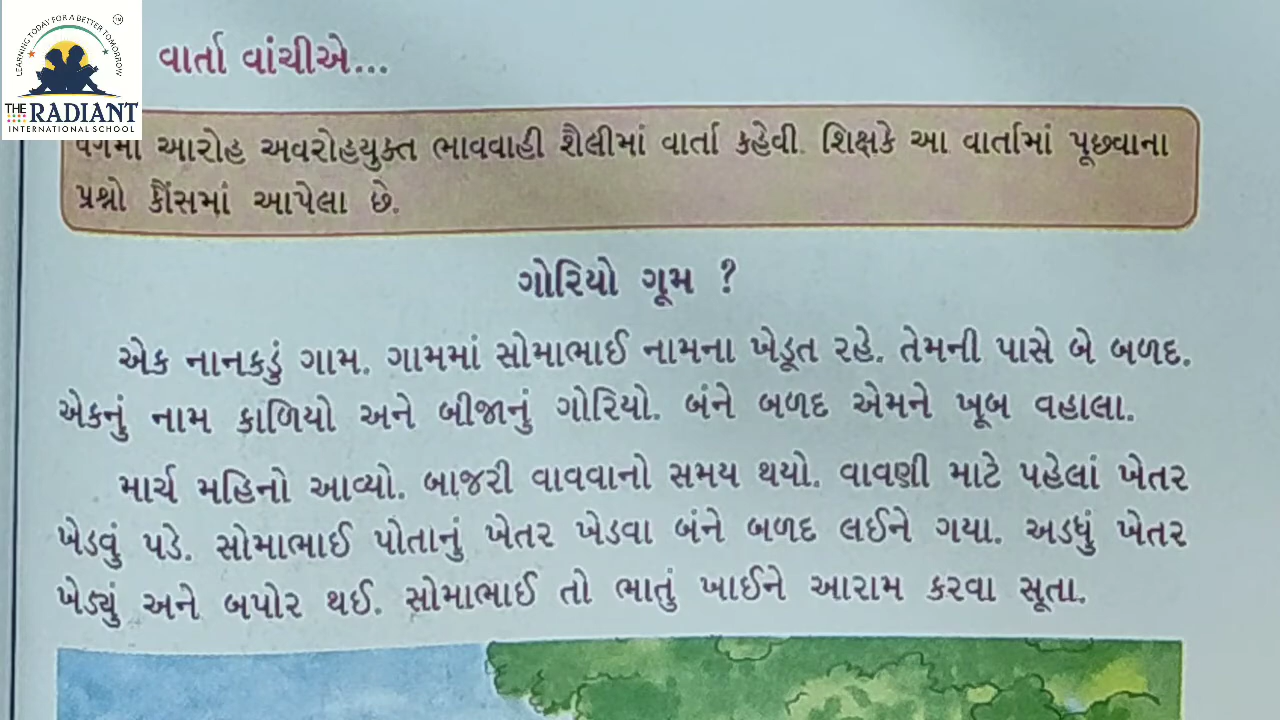 LEARNING TODAY FOR A BETTER TOMORROW
THE RADIANT
INTERNATIONAL SCHOOL
વાર્તા વાંચીએ...
વર્ગમાં આરોહ અવરોહયુક્ત ભાવવાહી શૈલીમાં વાર્તા કહેવી. શિક્ષકે આ વાર્તામાં પૂછવાના
પ્રશ્નો કૌંસમાં આપેલા છે.
ગોરિયો ગૂમ ?
એક નાનકડું ગામ. ગામમાં સોમાભાઈ નામના ખેડૂત રહે. તેમની પાસે બે બળદ.
એકનું નામ કાળિયો અને બીજાનું ગોરિયો. બંને બળદ એમને ખૂબ વહાલા.
માર્ચ મહિનો આવ્યો. બાજરી વાવવાનો સમય થયો. વાવણી માટે પહેલાં ખેતર
ખેડવું પડે. સોમાભાઈ પોતાનું ખેતર ખેડવા બંને બળદ લઈને ગયા. અડધું ખેતર
ખેડ્યું અને બપોર થઈ. સોમાભાઈ તો ભાતું ખાઈને આરામ કરવા સૂતા.